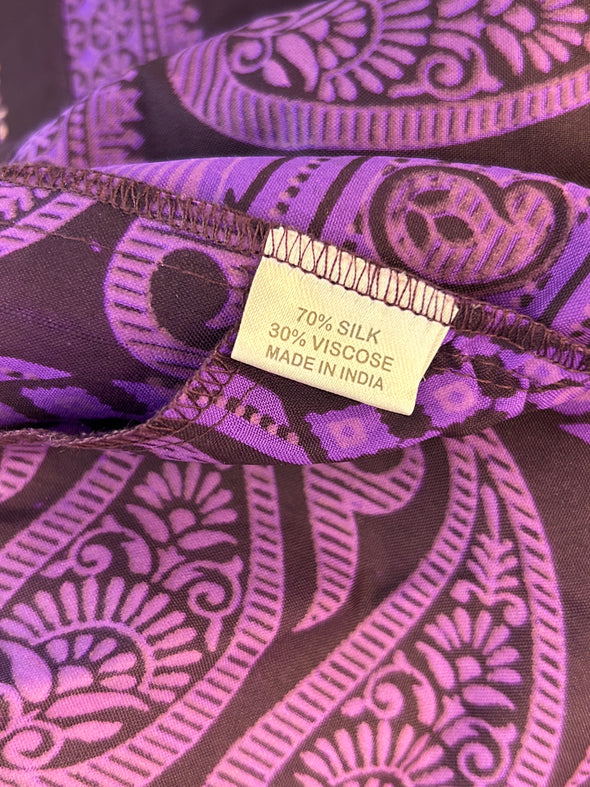 70% SILK
30% VISCOSE
MADE IN INDIA